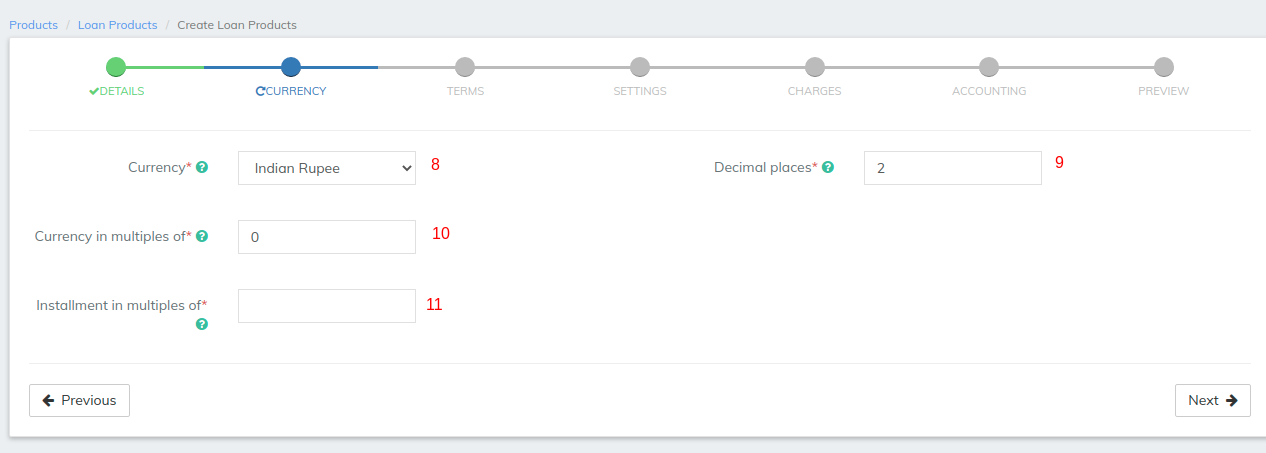 Products / Loan Products / Create Loan Products
DETAILS CURRENCY TERMS SETTINGS CHARGES ACCOUNTING PREVIEW
Currency* ? Indian Rupee 8 Decimal places* ? 2 9
Currency in multiples of* ? 0 10
Installment in multiples of* 11
?
Previous Next